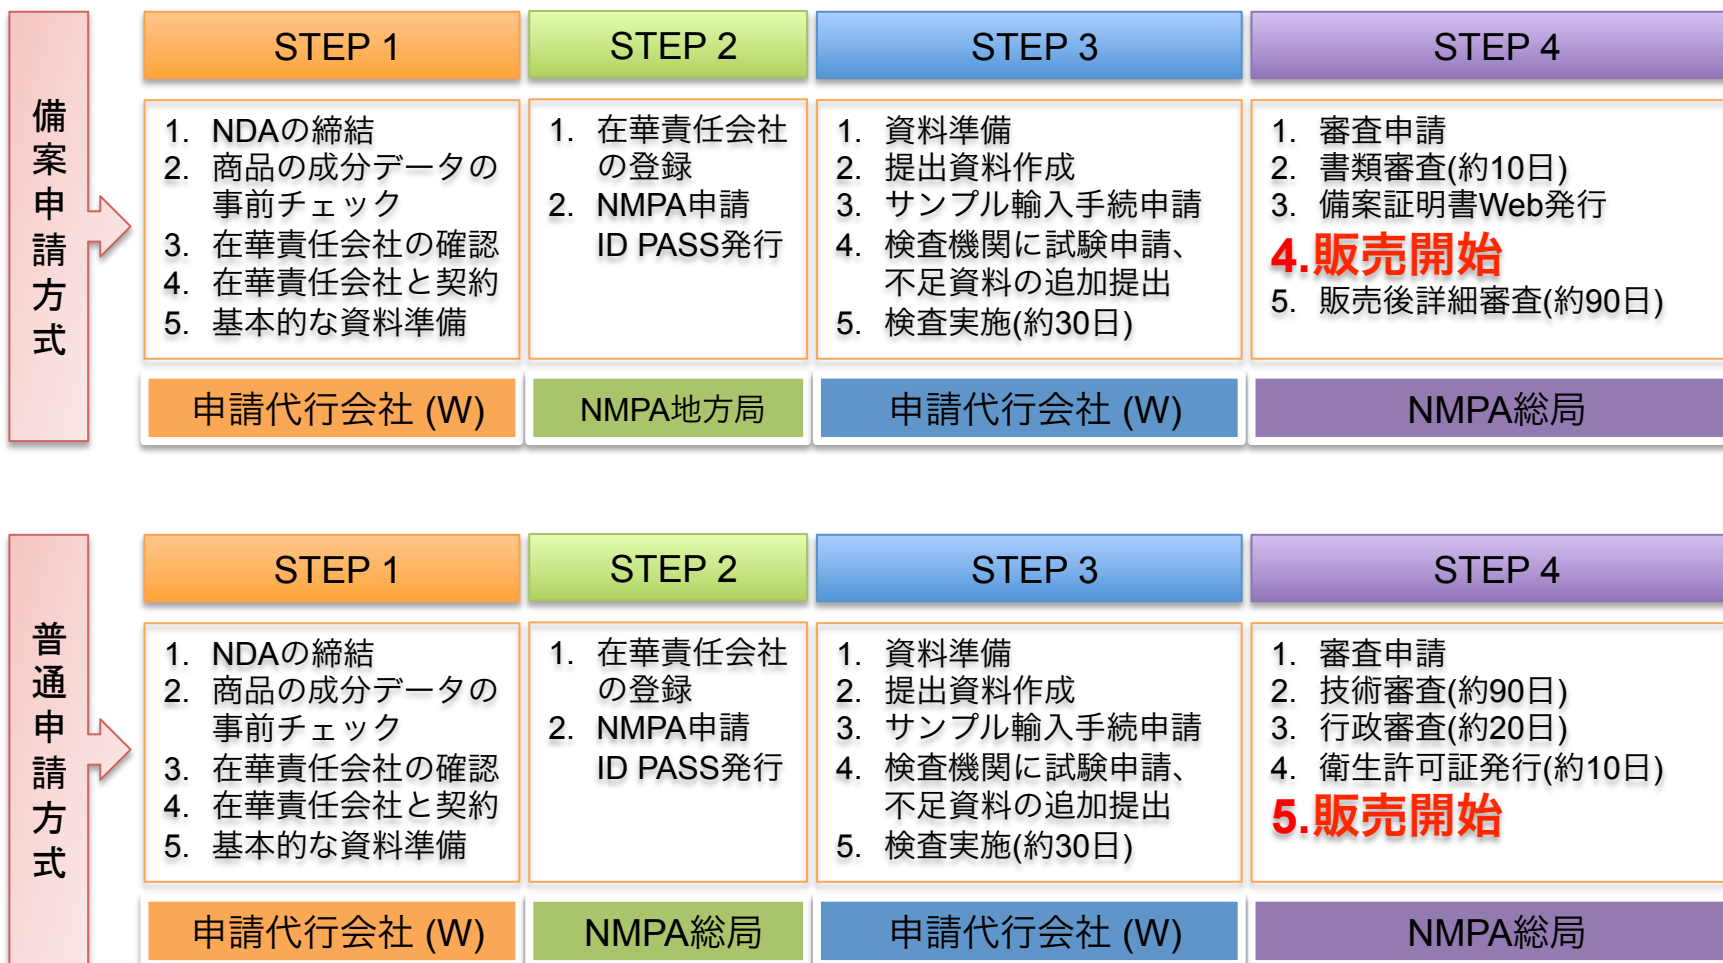 備案申請方式
STEP 1
1. NDAの締結
2. 商品の成分データの
事前チェック
3. 在華責任会社の確認
4. 在華責任会社と契約
5. 基本的な資料準備
申請代行会社 (W)
STEP 2
1. 在華責任会社
の登録
2. NMPA申請
ID PASS発行
NMPA地方局
STEP 3
1. 資料準備
2. 提出資料作成
3. サンプル輸入手続申請
4. 検査機関に試験申請、
不足資料の追加提出
5. 検査実施(約30日)
申請代行会社 (W)
STEP 4
1. 審査申請
2. 書類審査(約10日)
3. 備案証明書Web発行
4.販売開始
5. 販売後詳細審査(約90日)
NMPA総局
普通申請方式
STEP 1
1. NDAの締結
2. 商品の成分データの
事前チェック
3. 在華責任会社の確認
4. 在華責任会社と契約
5. 基本的な資料準備
申請代行会社 (W)
STEP 2
1. 在華責任会社
の登録
2. NMPA申請
ID PASS発行
NMPA総局
STEP 3
1. 資料準備
2. 提出資料作成
3. サンプル輸入手続申請
4. 検査機関に試験申請、
不足資料の追加提出
5. 検査実施(約30日)
申請代行会社 (W)
STEP 4
1. 審査申請
2. 技術審査(約90日)
3. 行政審査(約20日)
4. 衛生許可証発行(約10日)
5.販売開始
NMPA総局